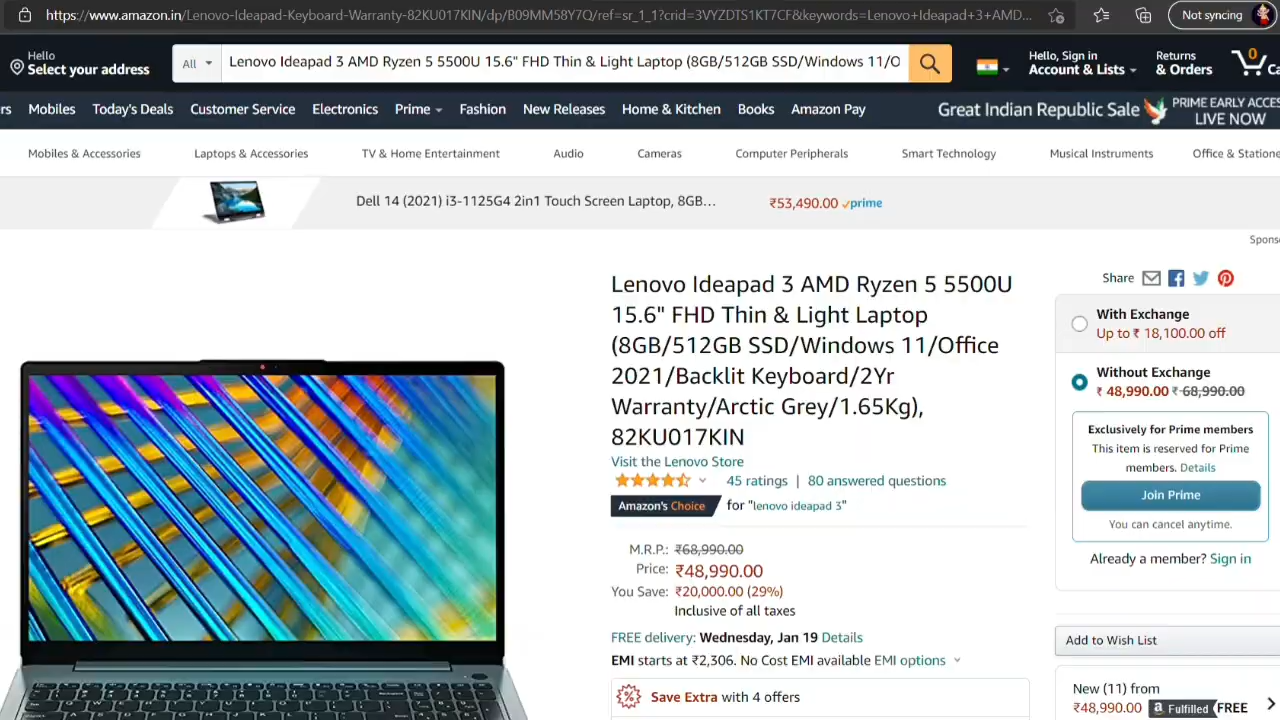 https://www.amazon.in/Lenovo-Ideapad-Keyboard-Warranty-82KU017KIN/dp/B09MM58Y7Q/ref=sr_1_1?crid=3VYZDTS1KT7CF&keywords=Lenovo+Ideapad+3+AMD...
Not syncing
Hello
Select your address
All
Lenovo Ideapad 3 AMD Ryzen 5 5500U 15.6" FHD Thin & Light Laptop (8GB/512GB SSD/Windows 11/O
Hello, Sign in
Account & Lists
Returns
& Orders
0
Ca
rs
Mobiles
Today's Deals
Customer Service
Electronics
Prime
Fashion
New Releases
Home & Kitchen
Books
Amazon Pay
Great Indian Republic Sale
PRIME EARLY ACCES
LIVE NOW
Mobiles & Accessories
Laptops & Accessories
TV & Home Entertainment
Audio
Cameras
Computer Peripherals
Smart Technology
Musical Instruments
Office & Statione
Dell 14 (2021) i3-1125G4 2in1 Touch Screen Laptop, 8GB...
₹53,490.00 prime
Spons
Lenovo Ideapad 3 AMD Ryzen 5 5500U
15.6" FHD Thin & Light Laptop
(8GB/512GB SSD/Windows 11/Office
2021/Backlit Keyboard/2Yr
Warranty/Arctic Grey/1.65Kg),
82KU017KIN
Visit the Lenovo Store
45 ratings | 80 answered questions
Amazon's Choice for "lenovo ideapad 3"
M.R.P.: ₹68,990.00
Price: ₹48,990.00
You Save: ₹20,000.00 (29%)
Inclusive of all taxes
FREE delivery: Wednesday, Jan 19 Details
EMI starts at ₹2,306. No Cost EMI available EMI options
Save Extra with 4 offers
Share
With Exchange
Up to ₹ 18,100.00 off
Without Exchange
₹ 48,990.00 ₹ 68,990.00
Exclusively for Prime members
This item is reserved for Prime
members. Details
Join Prime
You can cancel anytime.
Already a member? Sign in
Add to Wish List
New (11) from
₹48,990.00 a Fulfilled FREE